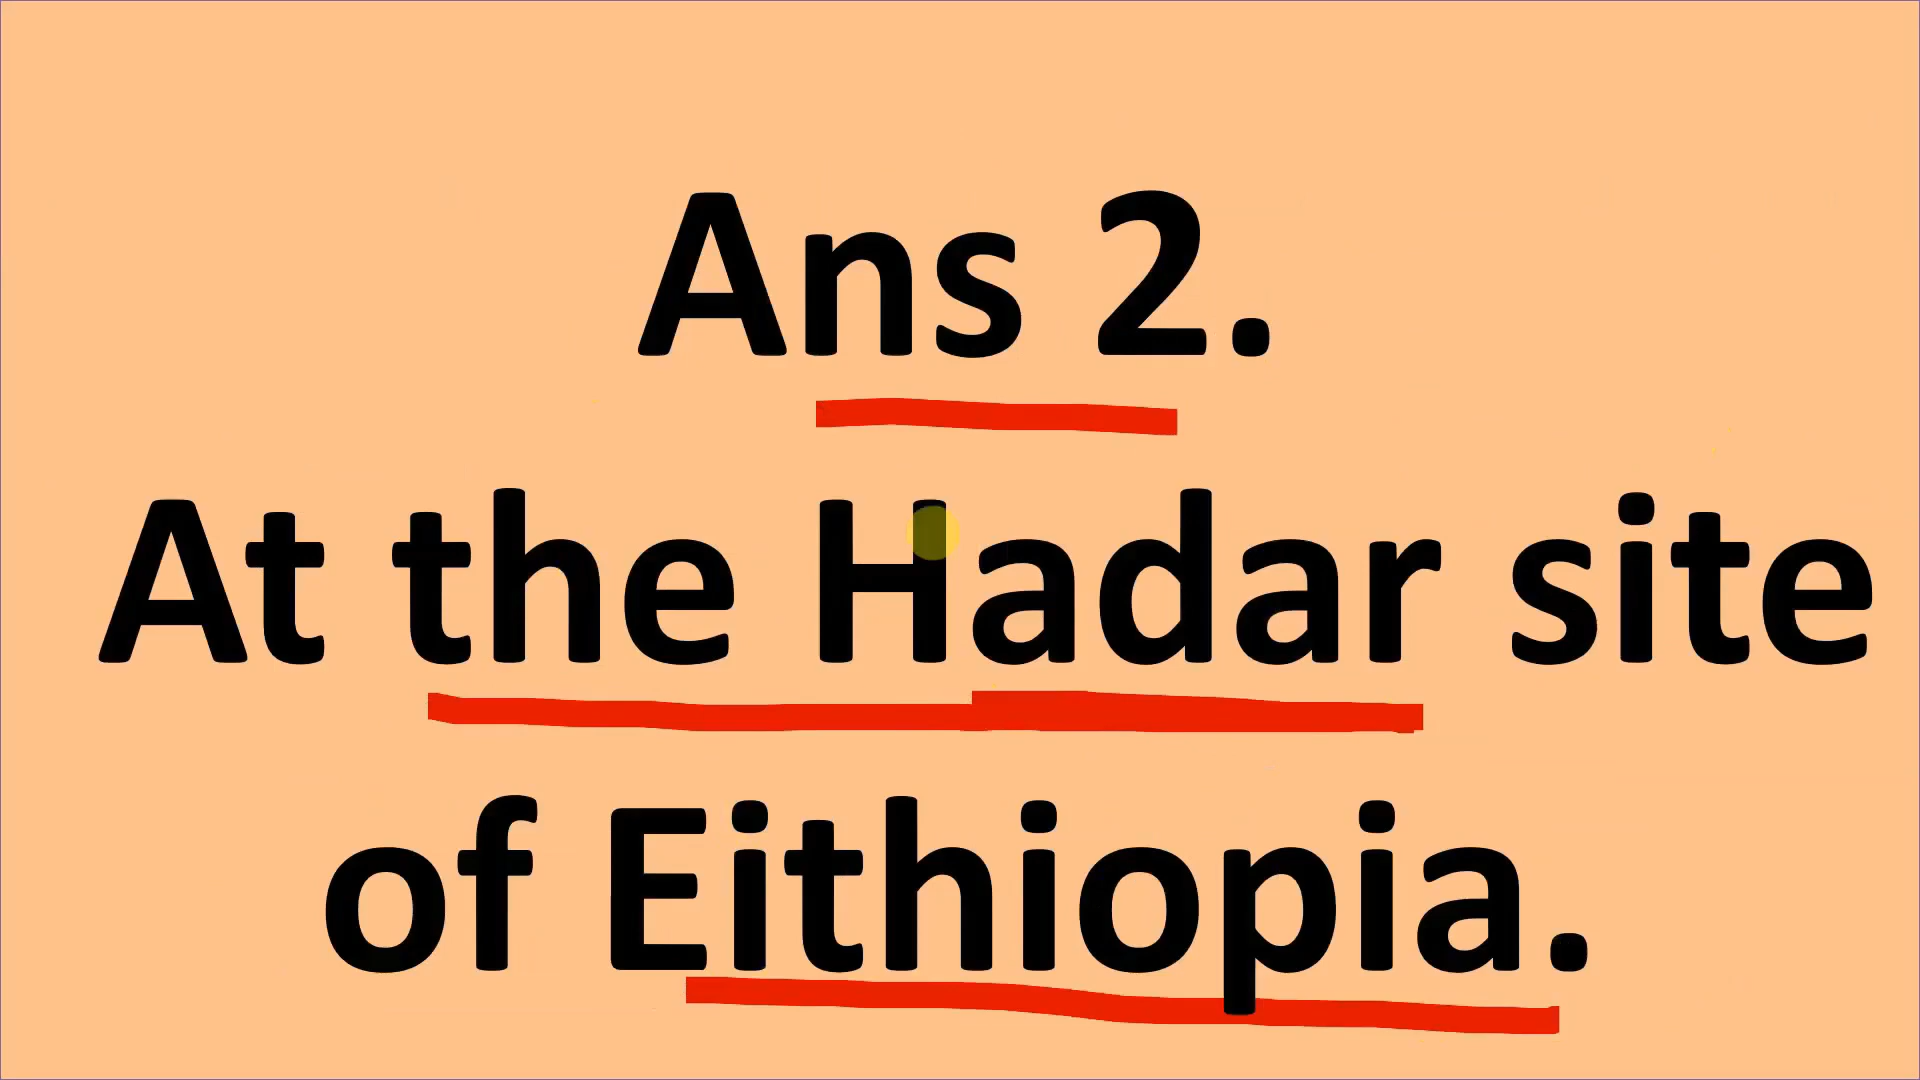 Ans 2.
At the Hadar site
of Eithiopia.